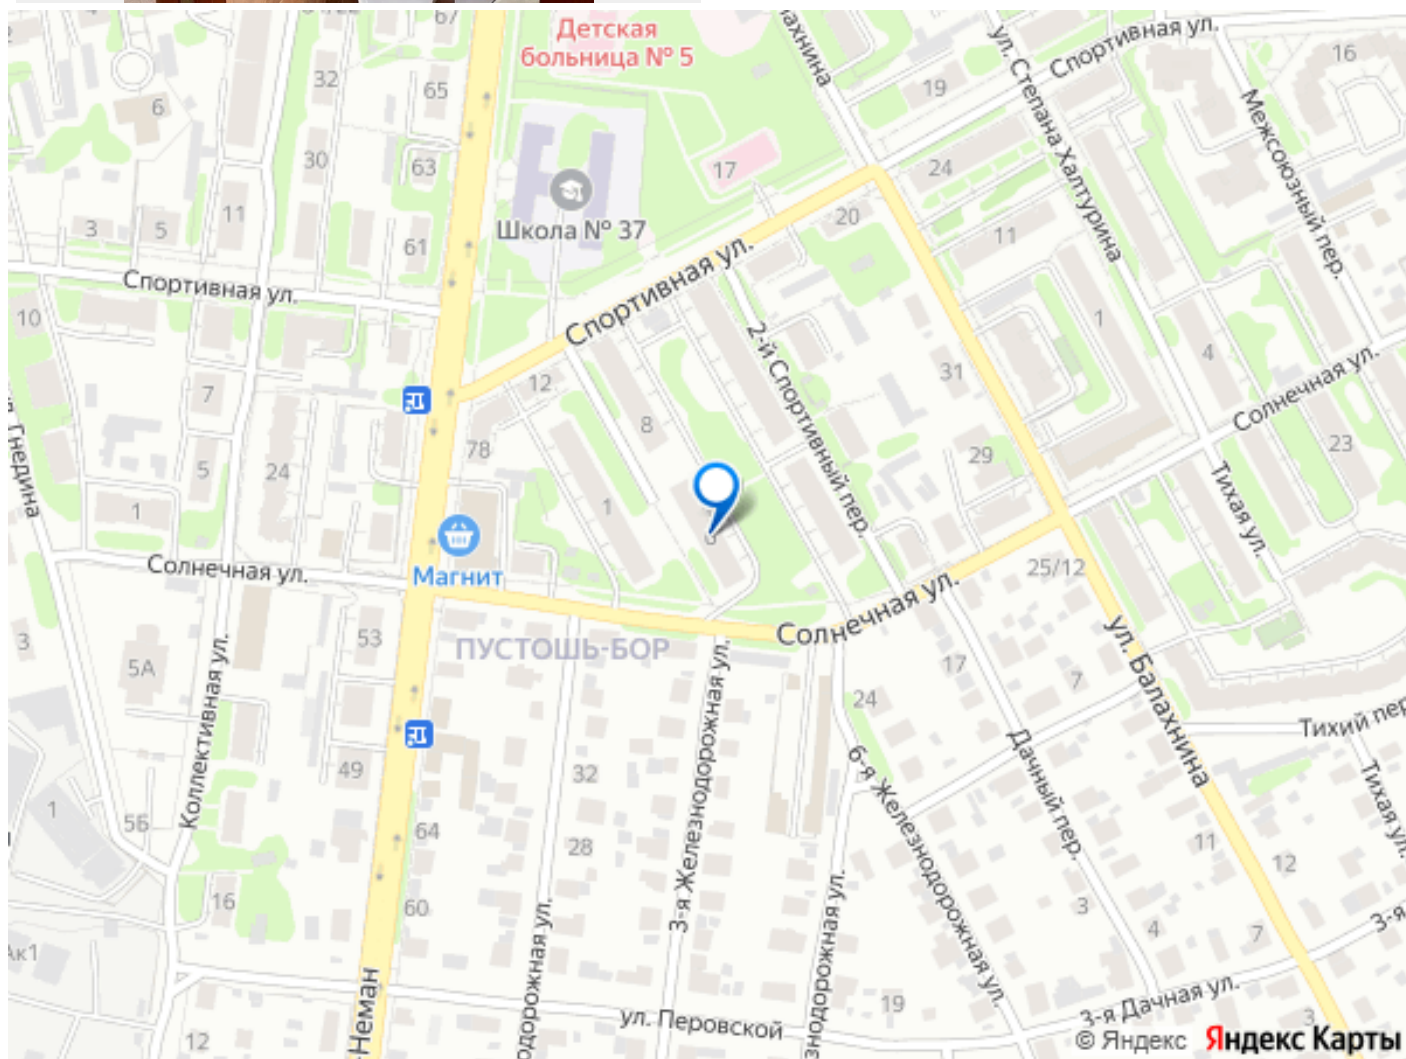 67
Детская
больница № 5
ул. Степана Халтурина
Спортивная ул.
16
32
65
19
6
Межсоюзный пер.
30
63
17
24
Школа № 37
20
3
5
11
61
11
Спортивная ул.
Спортивная ул.
10
2-й Спортивный пер.
1
4
12
31
7
Солнечная ул.
8
78
29
23
5
24
1
1
Тихая ул.
Магнит
Солнечная ул.
25/12
Солнечная ул.
3
53
ПУСТОШЬ-БОР
5А
17
7
ул. Балахнина
24
Коллективная ул.
3-я Железнодорожная ул.
Тихий пер
49
32
Дачный пер.
6-я Железнодорожная ул.
Тихая ул.
1
5Б
64
28
11
12
16
60
3
4
7
3-я
Ак1
19
3-я Дачная ул.
ул. Перовской
12
3
-Неман
© Яндекс Яндекс Карты